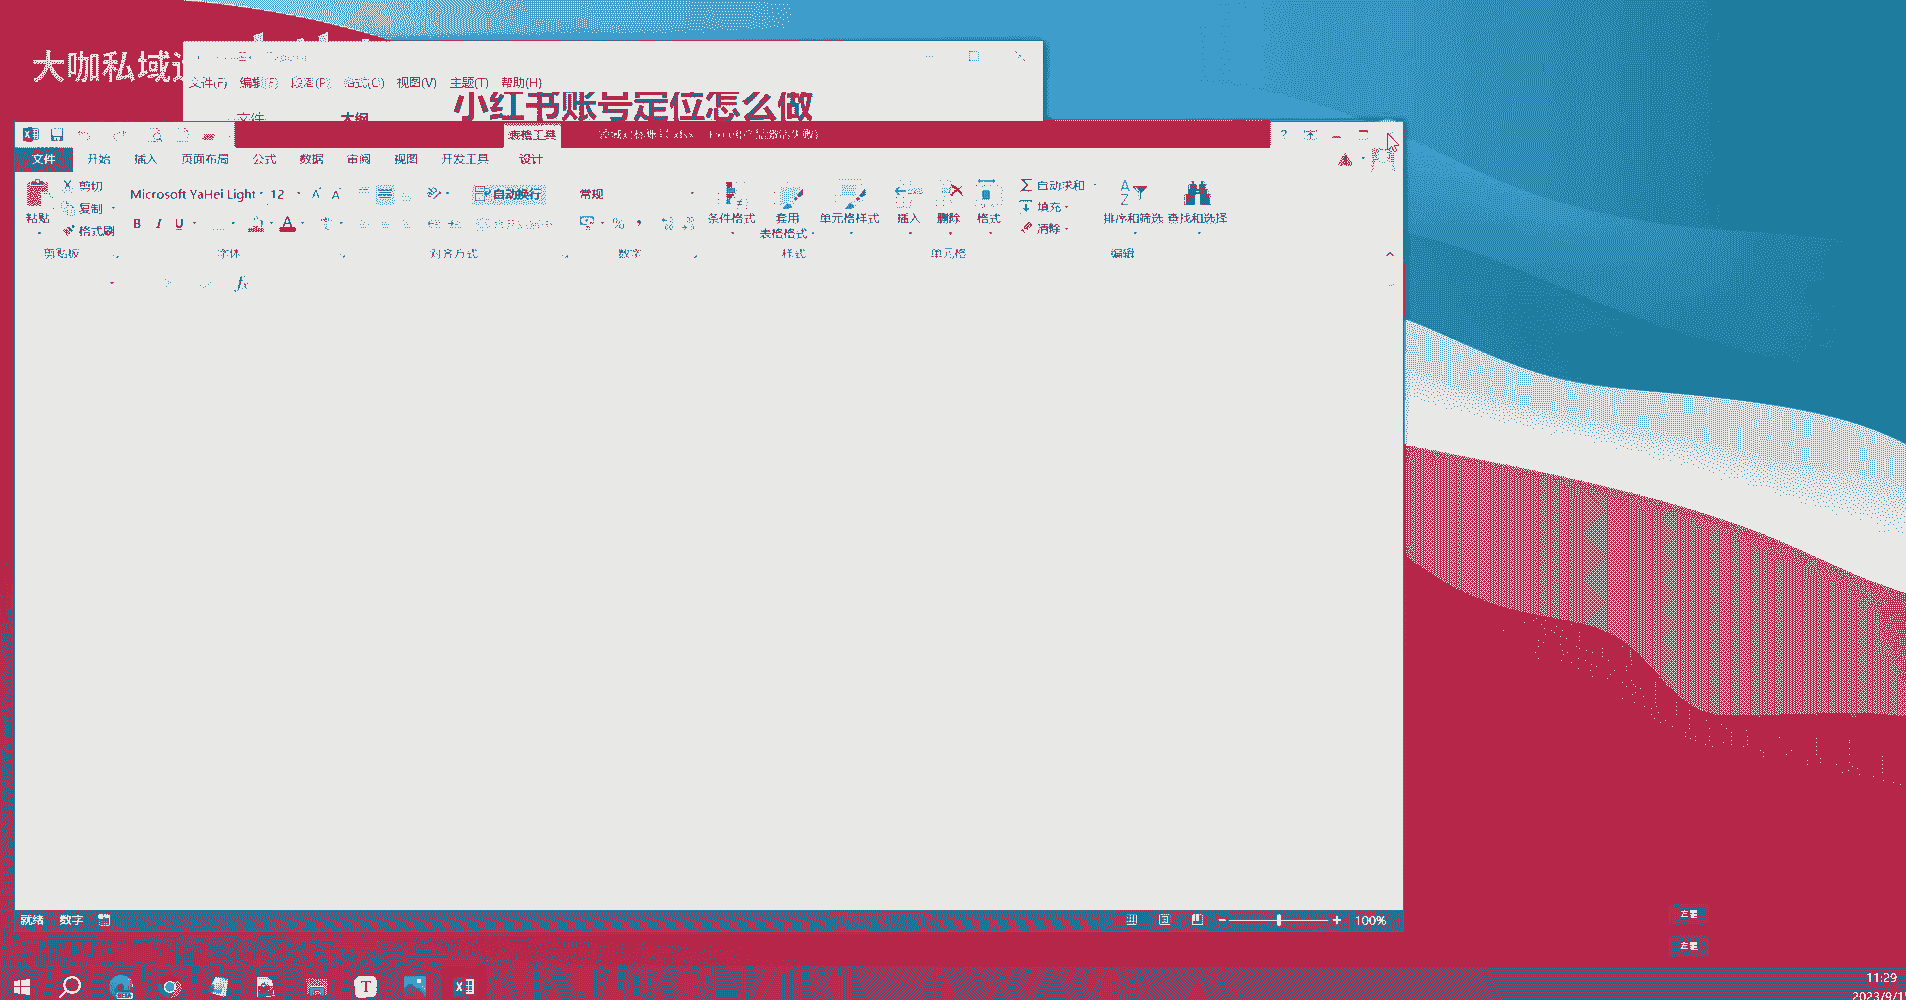 大咖私域
文件(F) 编辑(E) 段落(P) 格式(O) 视图(V) 主题(T) 帮助(H)
文件 大纲
小红书账号定位怎么做
表格工具
文件 开始 插入 页面布局 公式 数据 审阅 视图 开发工具 设计
粘贴
剪切
复制
格式刷
剪贴板
Microsoft YaHei Light 12
B I U
字体
自动换行
对齐方式
常规
数字
条件格式
套用
表格格式
单元格样式
样式
插入 删除 格式
单元格
自动求和
填充
清除
排序和筛选 查找和选择
编辑
fx
就绪 数字
100%
左键
左键
11:29